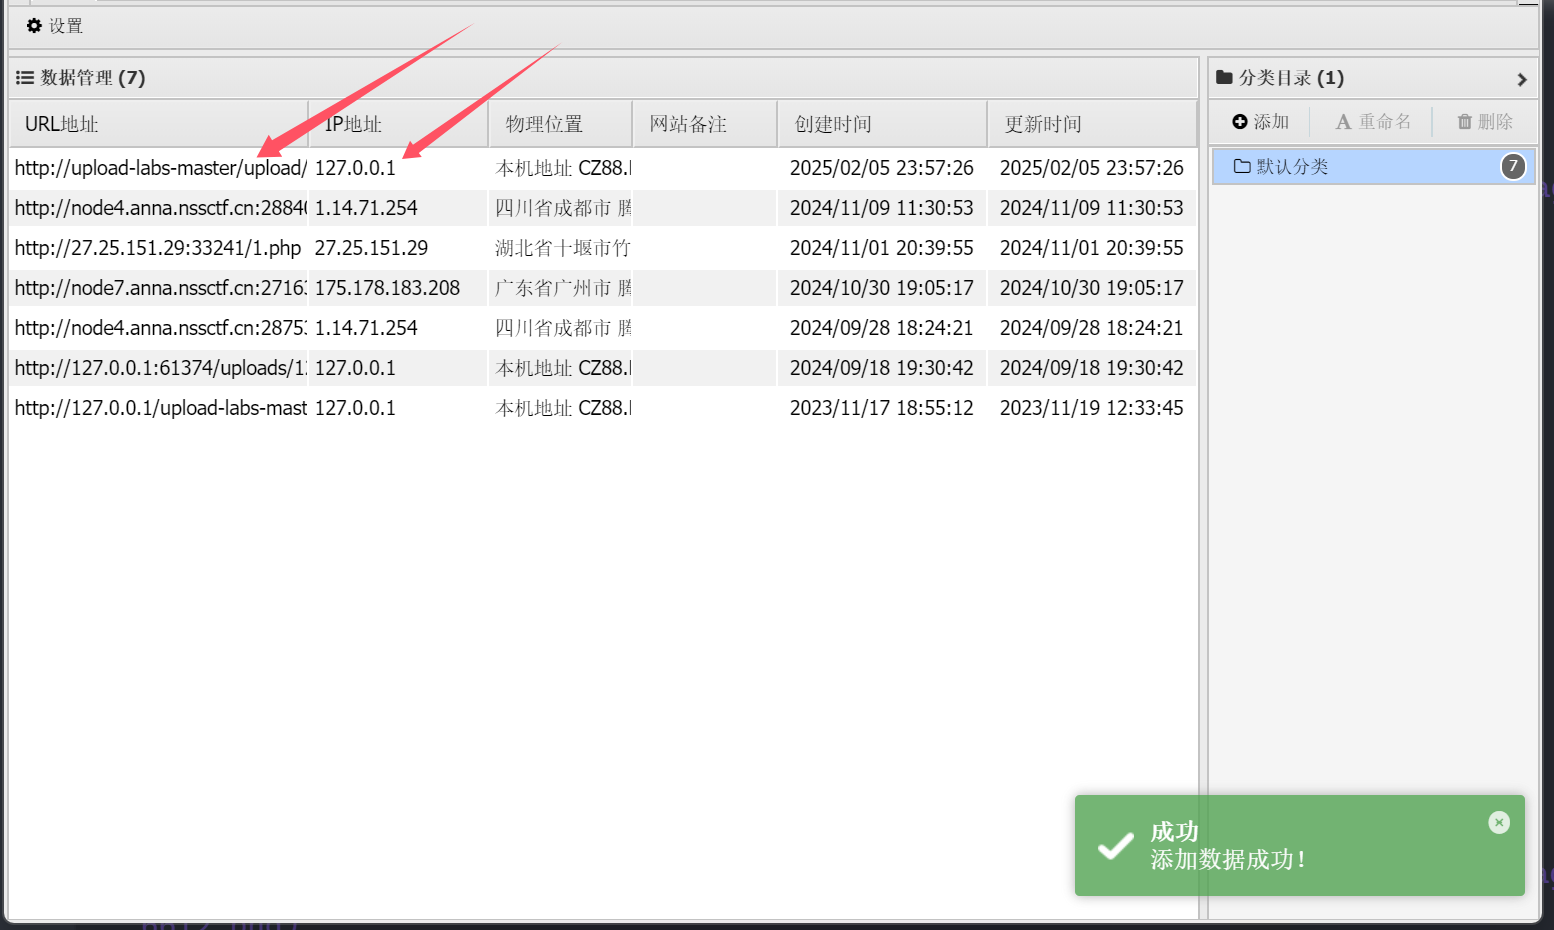 设置
数据管理 (7)
URL地址 IP地址 物理位置 网站备注 创建时间 更新时间
http://upload-labs-master/upload/ 127.0.0.1 本机地址 CZ88. 2025/02/05 23:57:26 2025/02/05 23:57:26
http://node4.anna.nssctf.cn:2884 1.14.71.254 四川省成都市 腾 2024/11/09 11:30:53 2024/11/09 11:30:53
http://27.25.151.29:33241/1.php 27.25.151.29 湖北省十堰市竹 2024/11/01 20:39:55 2024/11/01 20:39:55
http://node7.anna.nssctf.cn:2716 175.178.183.208 广东省广州市 腾 2024/10/30 19:05:17 2024/10/30 19:05:17
http://node4.anna.nssctf.cn:2875 1.14.71.254 四川省成都市 腾 2024/09/28 18:24:21 2024/09/28 18:24:21
http://127.0.0.1:61374/uploads/1 127.0.0.1 本机地址 CZ88. 2024/09/18 19:30:42 2024/09/18 19:30:42
http://127.0.0.1/upload-labs-mast 127.0.0.1 本机地址 CZ88. 2023/11/17 18:55:12 2023/11/19 12:33:45
分类目录 (1)
添加 重命名 删除
默认分类 7
成功
添加数据成功!